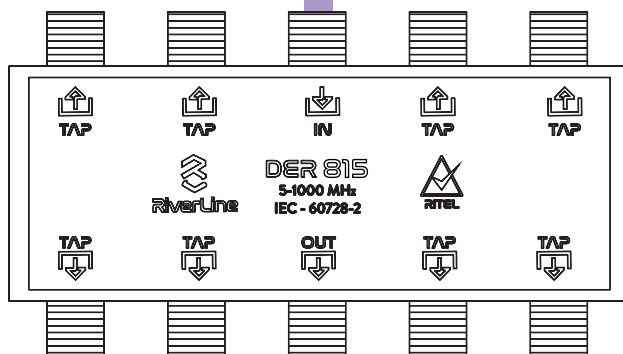 TAP TAP IN TAP TAP
DER 815
5-1000 MHz
IEC - 60728-2
RiverLine
RITEL
TAP TAP OUT TAP TAP